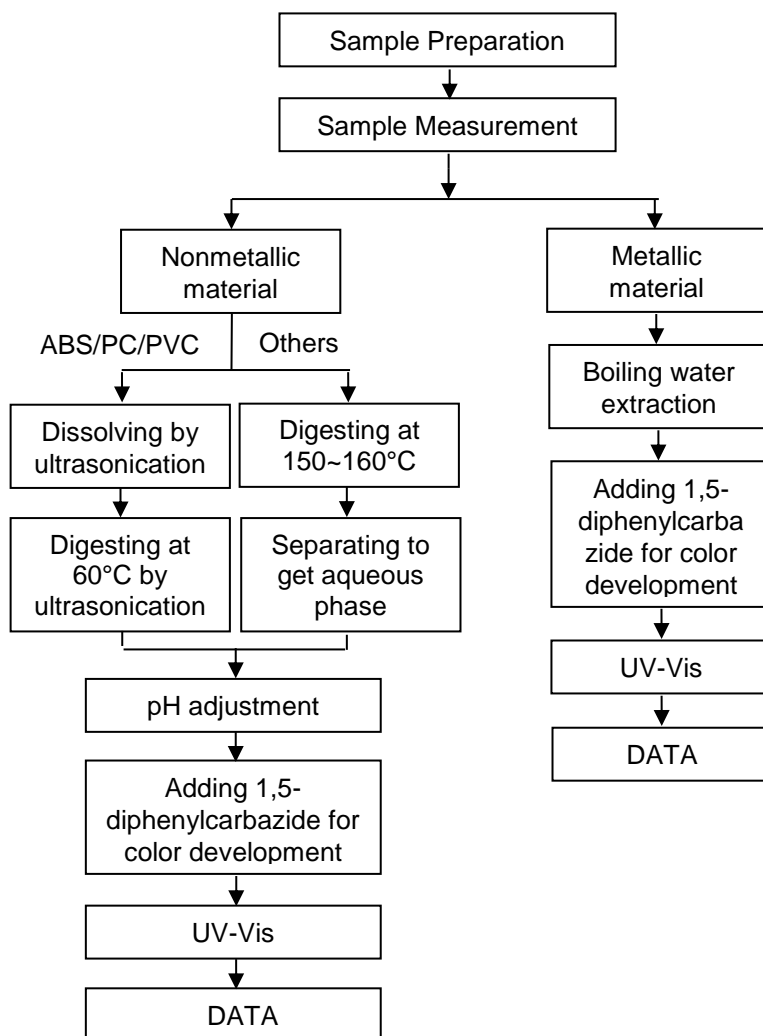 Sample Preparation
Sample Measurement
Nonmetallic
material
Metallic
material
ABS/PC/PVC
Others
Boiling water
extraction
Dissolving by
ultrasonication
Digesting at
150~160°C
Adding 1,5-
diphenylcarba
zide for color
development
Digesting at
60°C by
ultrasonication
Separating to
get aqueous
phase
UV-Vis
pH adjustment
DATA
Adding 1,5-
diphenylcarbazide for
color development
UV-Vis
DATA